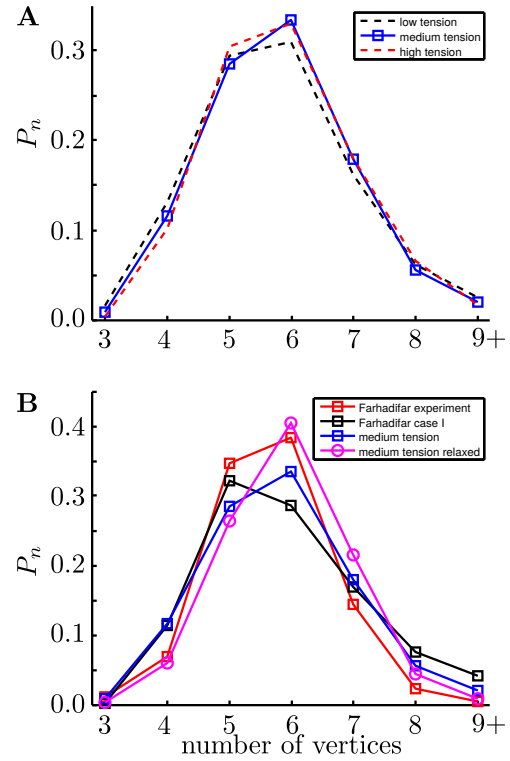 A
low tension
medium tension
high tension
P_n
0.3
0.2
0.1
0.0
3 4 5 6 7 8 9+
B
Farhadifar experiment
Farhadifar case I
medium tension
medium tension relaxed
P_n
0.4
0.3
0.2
0.1
0.0
3 4 5 6 7 8 9+
number of vertices